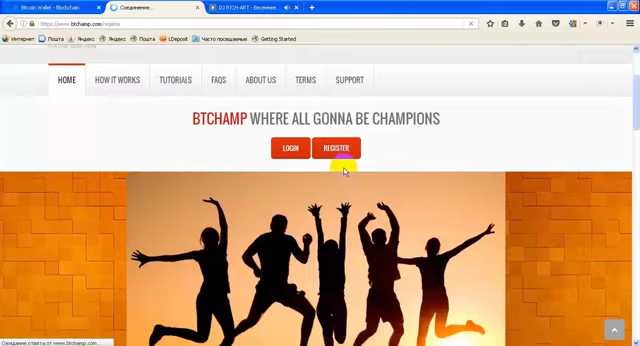 Bitcoin Wallet - Blockchain
Соединение...
DJ RICH-ART - Весеннее
https://www.btchamp.com/register
Интернет Почта Яндекс Яндекс Почта LDeposit Часто посещаемые Getting Started
HOME HOW IT WORKS TUTORIALS FAQS ABOUT US TERMS SUPPORT
BTCHAMP WHERE ALL GONNA BE CHAMPIONS
LOGIN REGISTER
Ожидание ответа от www.btchamp.com...